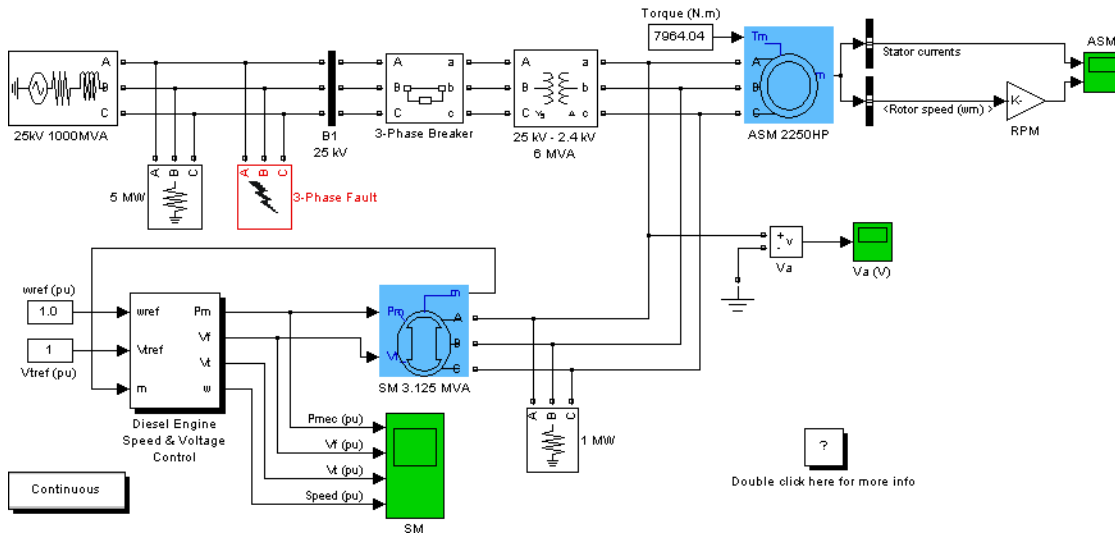 Torque (N.m)
7964.04
Tm
A
B
C
m
ASM 2250HP
Stator currents
<Rotor speed (wm) >
K-
RPM
ASM
A
B
C
25kV 1000MVA
B1
25 kV
A
B
C
a
b
c
3-Phase Breaker
A
B
C
Yg
a
b
c
25 kV - 2.4 kV
6 MVA
A B C
5 MW
A B C
3-Phase Fault
+
-
v
Va
Va (V)
wref (pu)
1.0
1
Vtref (pu)
wref
Vtref
m
Pm
Vf
Vt
w
Diesel Engine
Speed & Voltage
Control
Pm
Vf
m
A
B
C
SM 3.125 MVA
A B C
1 MW
Pmec (pu)
Vf (pu)
Vt (pu)
Speed (pu)
SM
Continuous
?
Double click here for more info